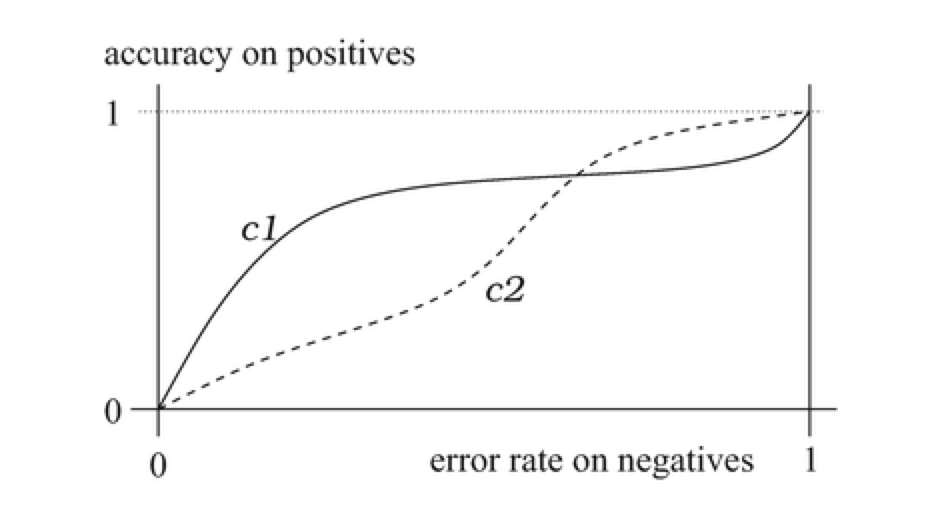 accuracy on positives
1
c1
c2
0
0
error rate on negatives
1